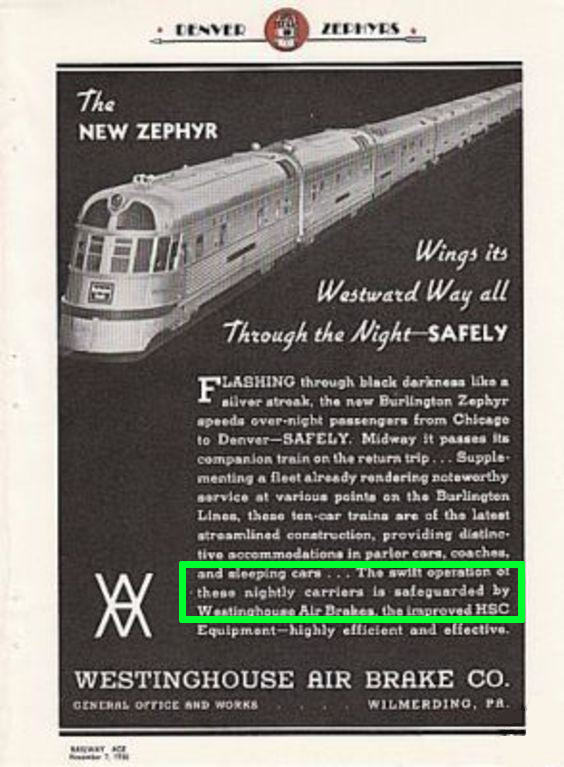 DENVER ZEPHYRS
The
NEW ZEPHYR
Wings its
Westward Way all
Through the Night—SAFELY
FLASHING through black darkness like a
silver streak, the new Burlington Zephyr
speeds over-night passengers from Chicago
to Denver—SAFELY. Midway it passes its
companion train on the return trip . . . Supple-
menting a fleet already rendering noteworthy
service at various points on the Burlington
Lines, these ten-car trains are of the latest
streamlined construction, providing distinc-
tive accommodations in parlor cars, coaches,
and sleeping cars . . . The swift operation of
these nightly carriers is safeguarded by
Westinghouse Air Brakes, the improved HSC
Equipment—highly efficient and effective.
WESTINGHOUSE AIR BRAKE CO.
GENERAL OFFICE AND WORKS . . . . WILMERDING, PA.
RAILWAY AGE
November 7, 1936